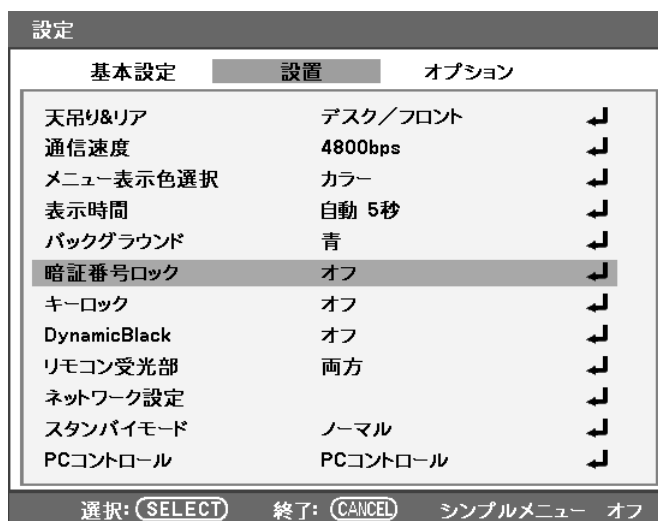 設定
基本設定 設置 オプション
天吊り&リア デスク／フロント
通信速度 4800bps
メニュー表示色選択 カラー
表示時間 自動 5秒
バックグラウンド 青
暗証番号ロック オフ
キーロック オフ
DynamicBlack オフ
リモコン受光部 両方
ネットワーク設定
スタンバイモード ノーマル
PCコントロール PCコントロール
選択:SELECT 終了:CANCEL シンプルメニュー オフ